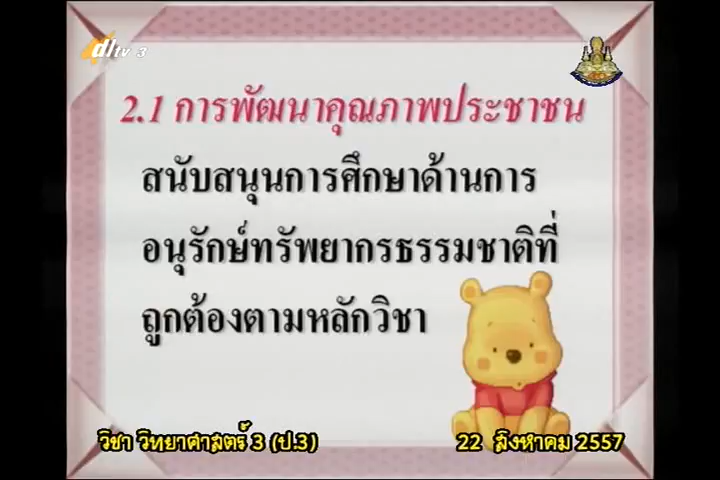 dltv 3
2.1 การพัฒนาคุณภาพประชาชน
สนับสนุนการศึกษาด้านการ
อนุรักษ์ทรัพยากรธรรมชาติที่
ถูกต้องตามหลักวิชา
วิชา วิทยาศาสตร์ 3 (ป.3)
22 สิงหาคม 2557